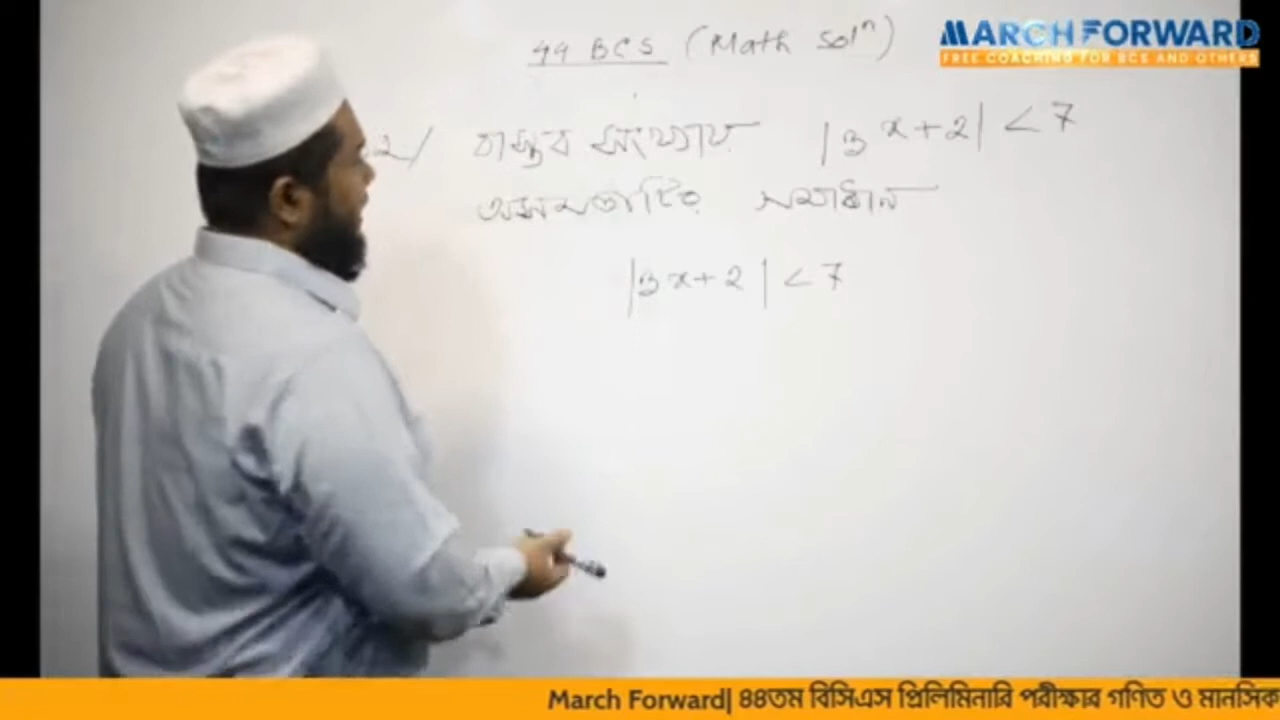 44 BCS (Math Solⁿ)
MARCH FORWARD
FREE COACHING FOR BCS AND OTHERS
2/ বাস্তব সংখ্যায় |3x+2| < 7
অসমতাটির সমাধান
|3x+2| < 7
March Forward| ৪৪তম বিসিএস প্রিলিমিনারি পরীক্ষার গণিত ও মানসিক